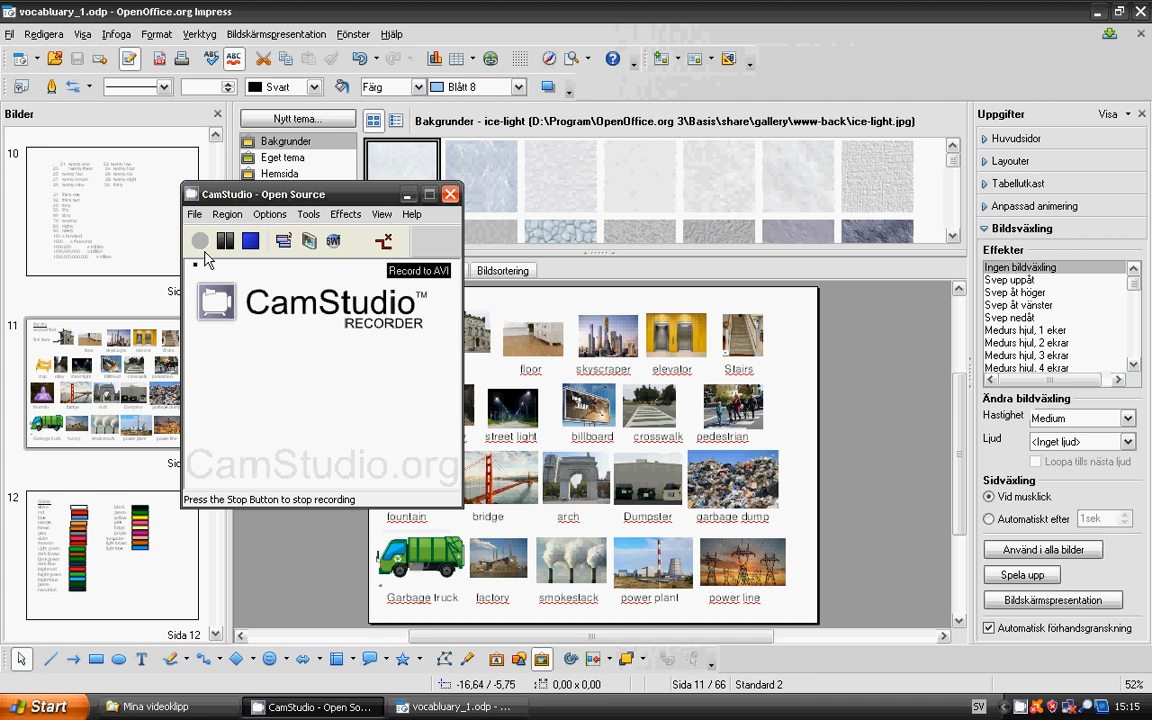 vocabluary_1.odp - OpenOffice.org Impress
Fil Redigera Visa Infoga Format Verktyg Bildskärmspresentation Fönster Hjälp
Svart Färg Blått 8
Bilder
Nytt tema...
Bakgrunder
Eget tema
Hemsida
Bakgrunder - ice-light (D:\Program\OpenOffice.org 3\Basis\share\gallery\www-back\ice-light.jpg)
Uppgifter Visa
Huvudsidor
Layouter
Tabellutkast
Anpassad animering
Bildsväxling
Effekter
Ingen bildväxling
Svep uppåt
Svep åt höger
Svep åt vänster
Svep nedåt
Medurs hjul, 1 eker
Medurs hjul, 2 ekrar
Medurs hjul, 3 ekrar
Medurs hjul, 4 ekrar
Ändra bildväxling
Hastighet Medium
Ljud <Inget ljud>
Loopa tills nästa ljud
Sidväxling
Vid musklick
Automatiskt efter 1sek
Använd i alla bilder
Spela upp
Bildskärmspresentation
Automatisk förhandsgranskning
10
11
12
Sida 12
CamStudio - Open Source
File Region Options Tools Effects View Help
Record to AVI
CamStudio™
RECORDER
CamStudio.org
Press the Stop Button to stop recording
Bildsortering
floor skyscraper elevator Stairs
street light billboard crosswalk pedestrian
fountain bridge arch Dumpster garbage dump
Garbage truck factory smokestack power plant power line
-16,64 / -5,75 0,00 x 0,00 Sida 11 / 66 Standard 2 52%
Start Mina videoklipp CamStudio - Open So... vocabluary_1.odp - ... SV 15:15